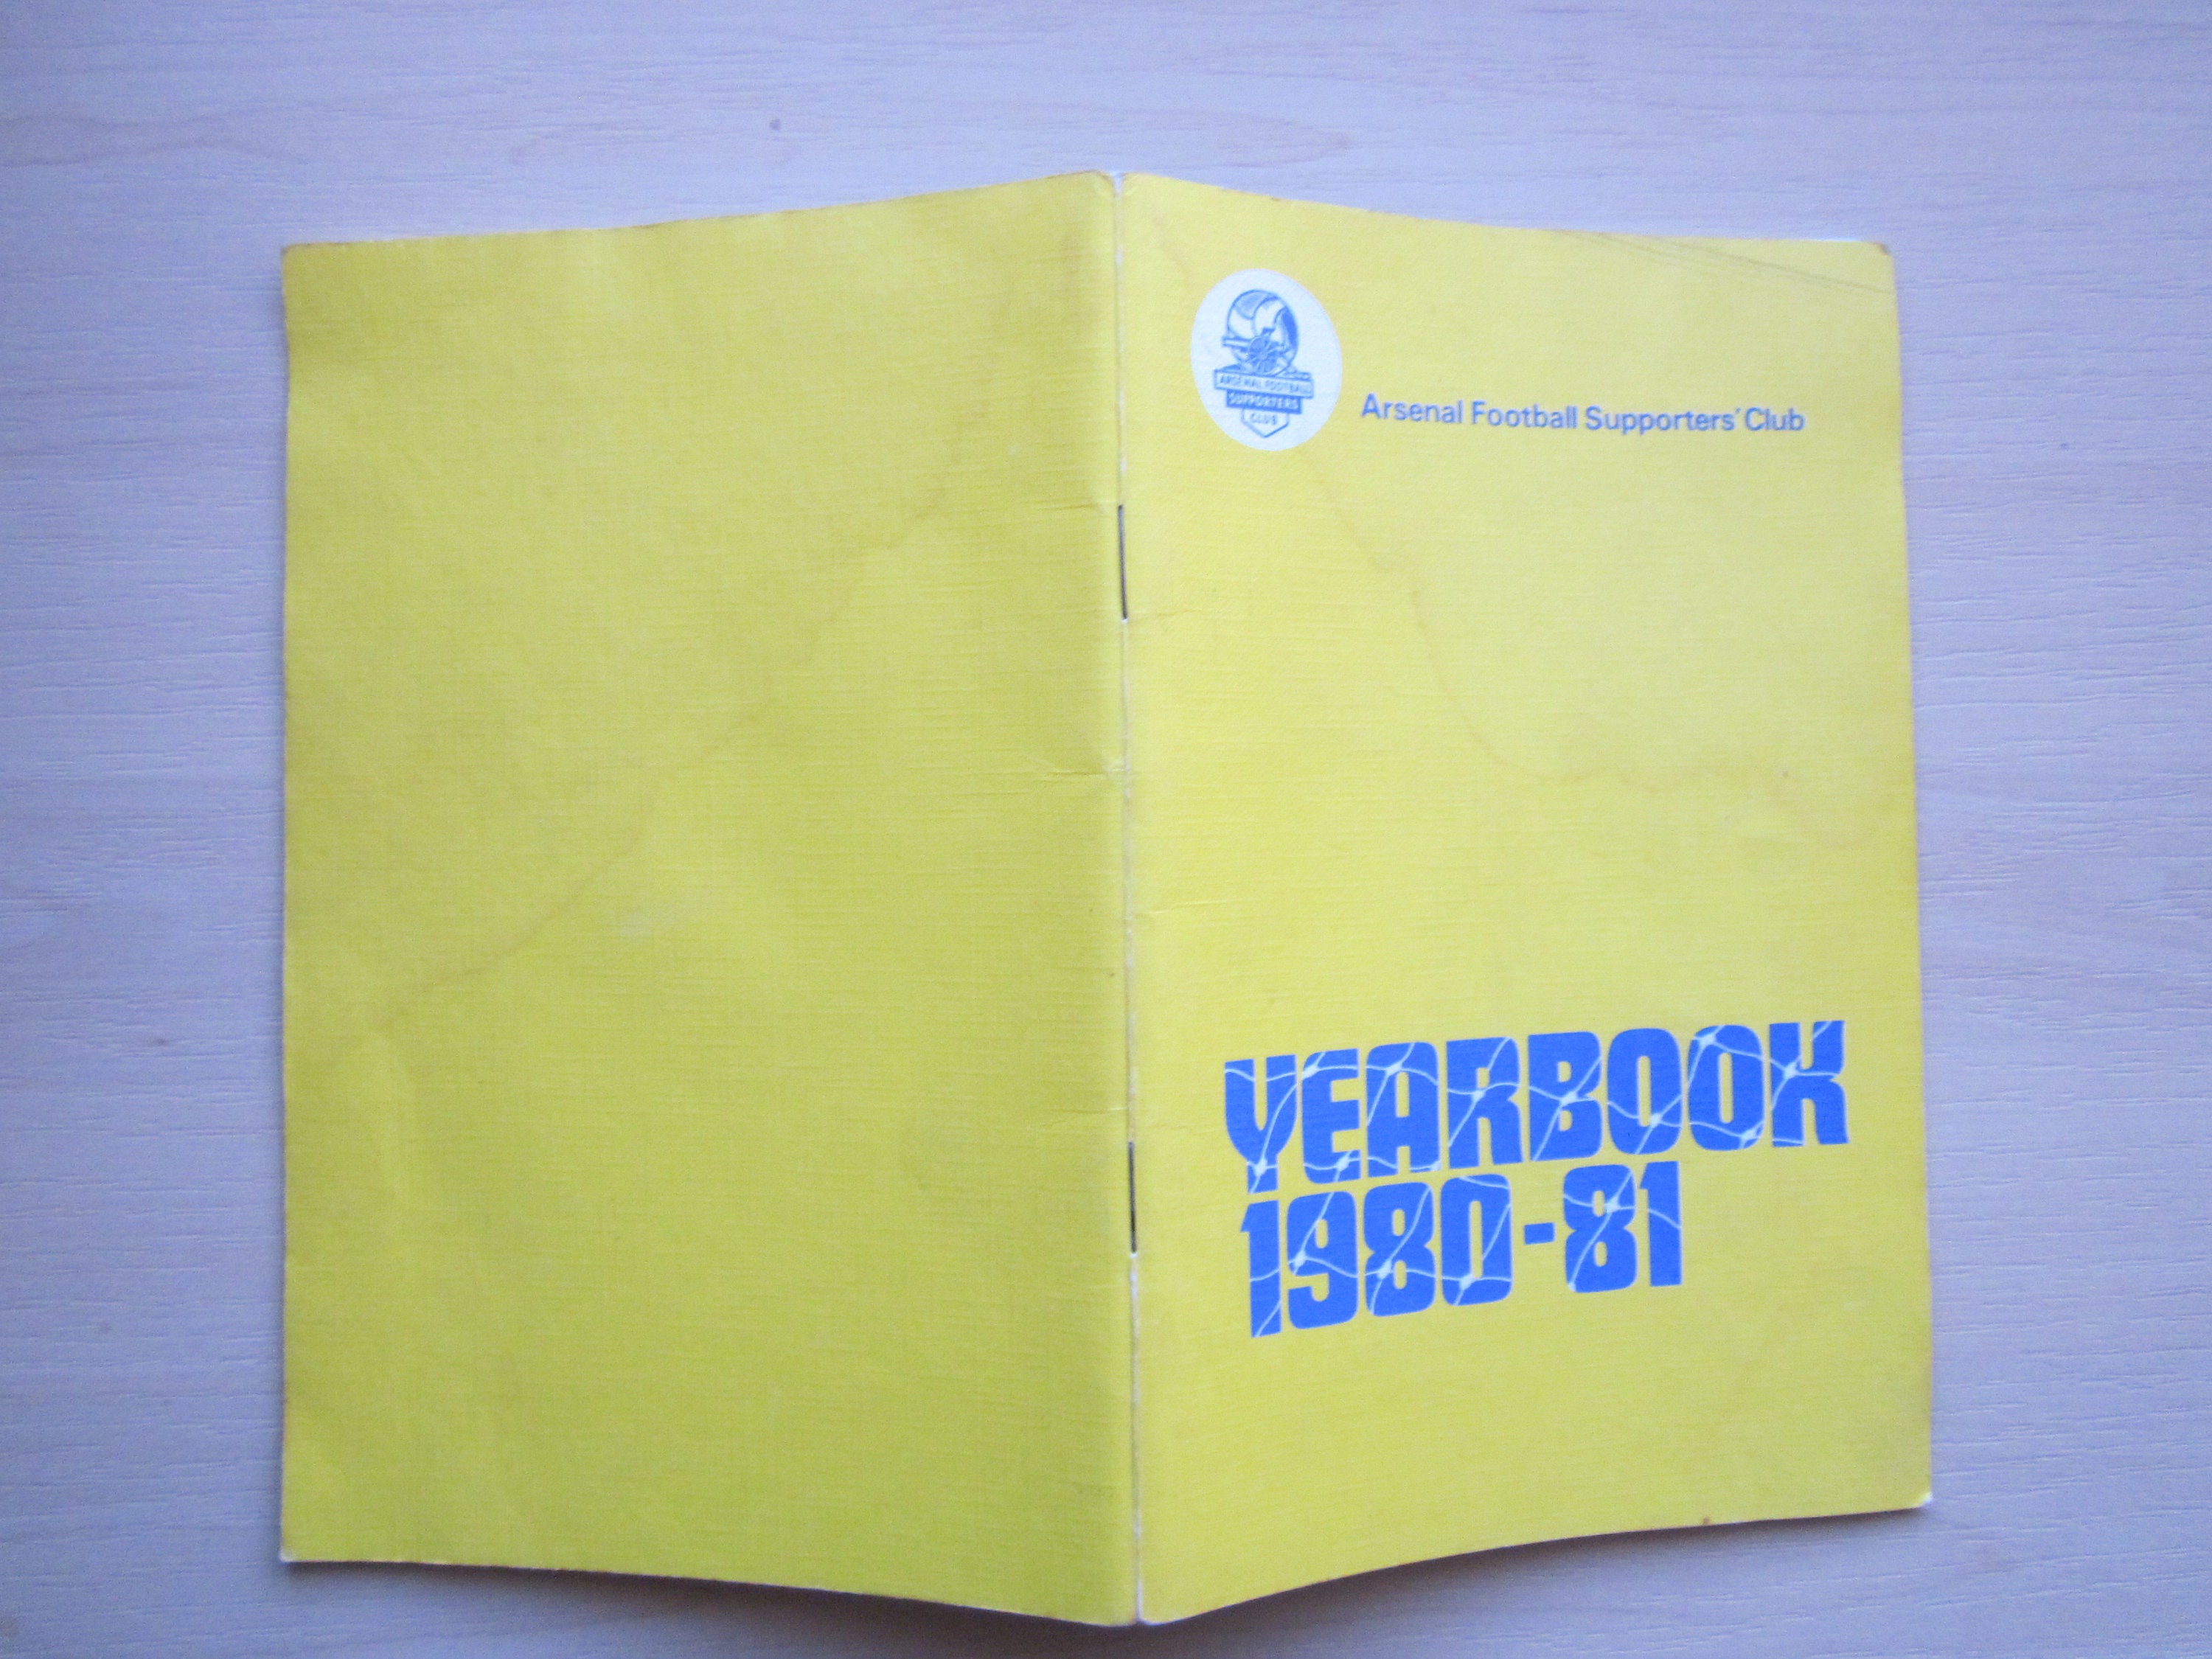 ARSENAL FOOTBALL
SUPPORTERS
CLUB
Arsenal Football Supporters' Club
YEARBOOK
1980-81